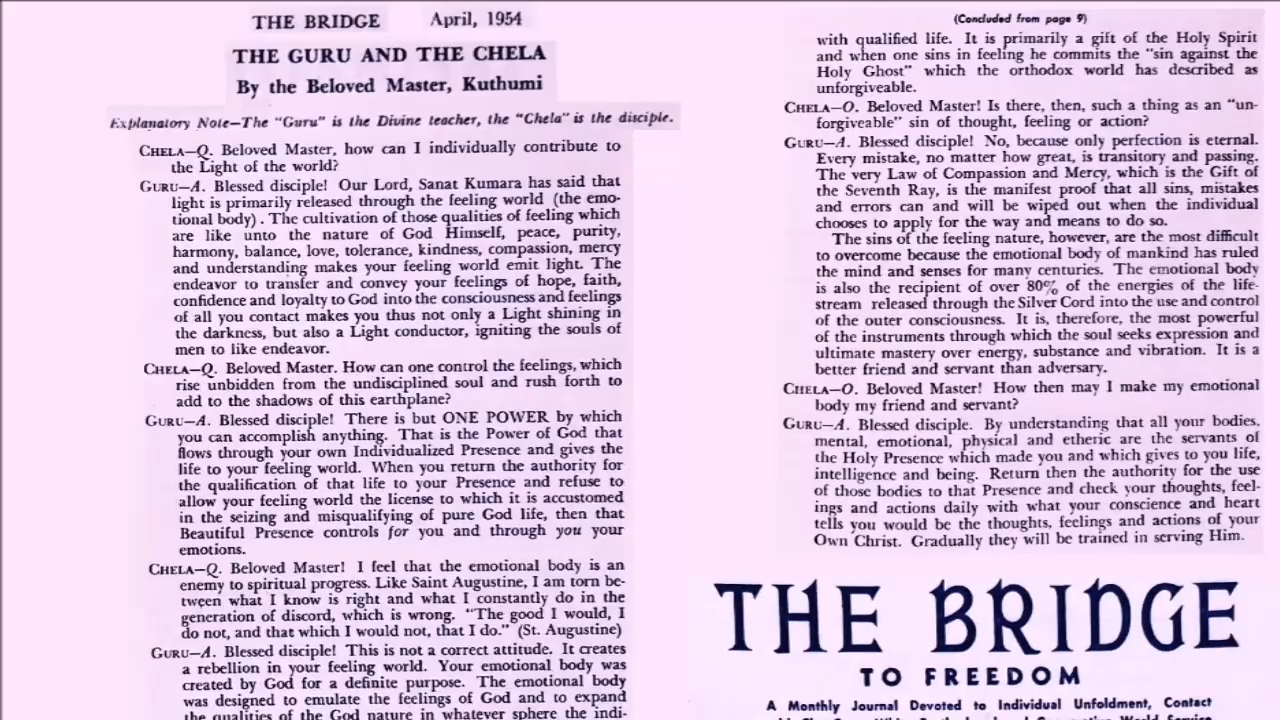 THE BRIDGE April, 1954
THE GURU AND THE CHELA
By the Beloved Master, Kuthumi
Explanatory Note—The "Guru" is the Divine teacher, the "Chela" is the disciple.
CHELA—Q. Beloved Master, how can I individually contribute to
the Light of the world?
GURU—A. Blessed disciple! Our Lord, Sanat Kumara has said that
light is primarily released through the feeling world (the emo-
tional body). The cultivation of those qualities of feeling which
are like unto the nature of God Himself, peace, purity,
harmony, balance, love, tolerance, kindness, compassion, mercy
and understanding makes your feeling world emit light. The
endeavor to transfer and convey your feelings of hope, faith,
confidence and loyalty to God into the consciousness and feelings
of all you contact makes you thus not only a Light shining in
the darkness, but also a Light conductor, igniting the souls of
men to like endeavor.
CHELA—Q. Beloved Master. How can one control the feelings, which
rise unbidden from the undisciplined soul and rush forth to
add to the shadows of this earthplane?
GURU—A. Blessed disciple! There is but ONE POWER by which
you can accomplish anything. That is the Power of God that
flows through your own Individualized Presence and gives the
life to your feeling world. When you return the authority for
the qualification of that life to your Presence and refuse to
allow your feeling world the license to which it is accustomed
in the seizing and misqualifying of pure God life, then that
Beautiful Presence controls for you and through you your
emotions.
CHELA—Q. Beloved Master! I feel that the emotional body is an
enemy to spiritual progress. Like Saint Augustine, I am torn be-
tween what I know is right and what I constantly do in the
generation of discord, which is wrong. "The good I would, I
do not, and that which I would not, that I do." (St. Augustine)
GURU—A. Blessed disciple! This is not a correct attitude. It creates
a rebellion in your feeling world. Your emotional body was
created by God for a definite purpose. The emotional body
was designed to emulate the feelings of God and to expand
the qualities of the God nature in whatever sphere the indi-
(Concluded from page 9)
with qualified life. It is primarily a gift of the Holy Spirit
and when one sins in feeling he commits the "sin against the
Holy Ghost" which the orthodox world has described as
unforgiveable.
CHELA—O. Beloved Master! Is there, then, such a thing as an "un-
forgiveable" sin of thought, feeling or action?
GURU—A. Blessed disciple! No, because only perfection is eternal.
Every mistake, no matter how great, is transitory and passing.
The very Law of Compassion and Mercy, which is the Gift of
the Seventh Ray, is the manifest proof that all sins, mistakes
and errors can and will be wiped out when the individual
chooses to apply for the way and means to do so.
The sins of the feeling nature, however, are the most difficult
to overcome because the emotional body of mankind has ruled
the mind and senses for many centuries. The emotional body
is also the recipient of over 80% of the energies of the life-
stream released through the Silver Cord into the use and control
of the outer consciousness. It is, therefore, the most powerful
of the instruments through which the soul seeks expression and
ultimate mastery over energy, substance and vibration. It is a
better friend and servant than adversary.
CHELA—O. Beloved Master! How then may I make my emotional
body my friend and servant?
GURU—A. Blessed disciple. By understanding that all your bodies,
mental, emotional, physical and etheric are the servants of
the Holy Presence which made you and which gives to you life,
intelligence and being. Return then the authority for the use
of those bodies to that Presence and check your thoughts, feel-
ings and actions daily with what your conscience and heart
tells you would be the thoughts, feelings and actions of your
Own Christ. Gradually they will be trained in serving Him.
THE BRIDGE
TO FREEDOM
A Monthly Journal Devoted to Individual Unfoldment, Contact